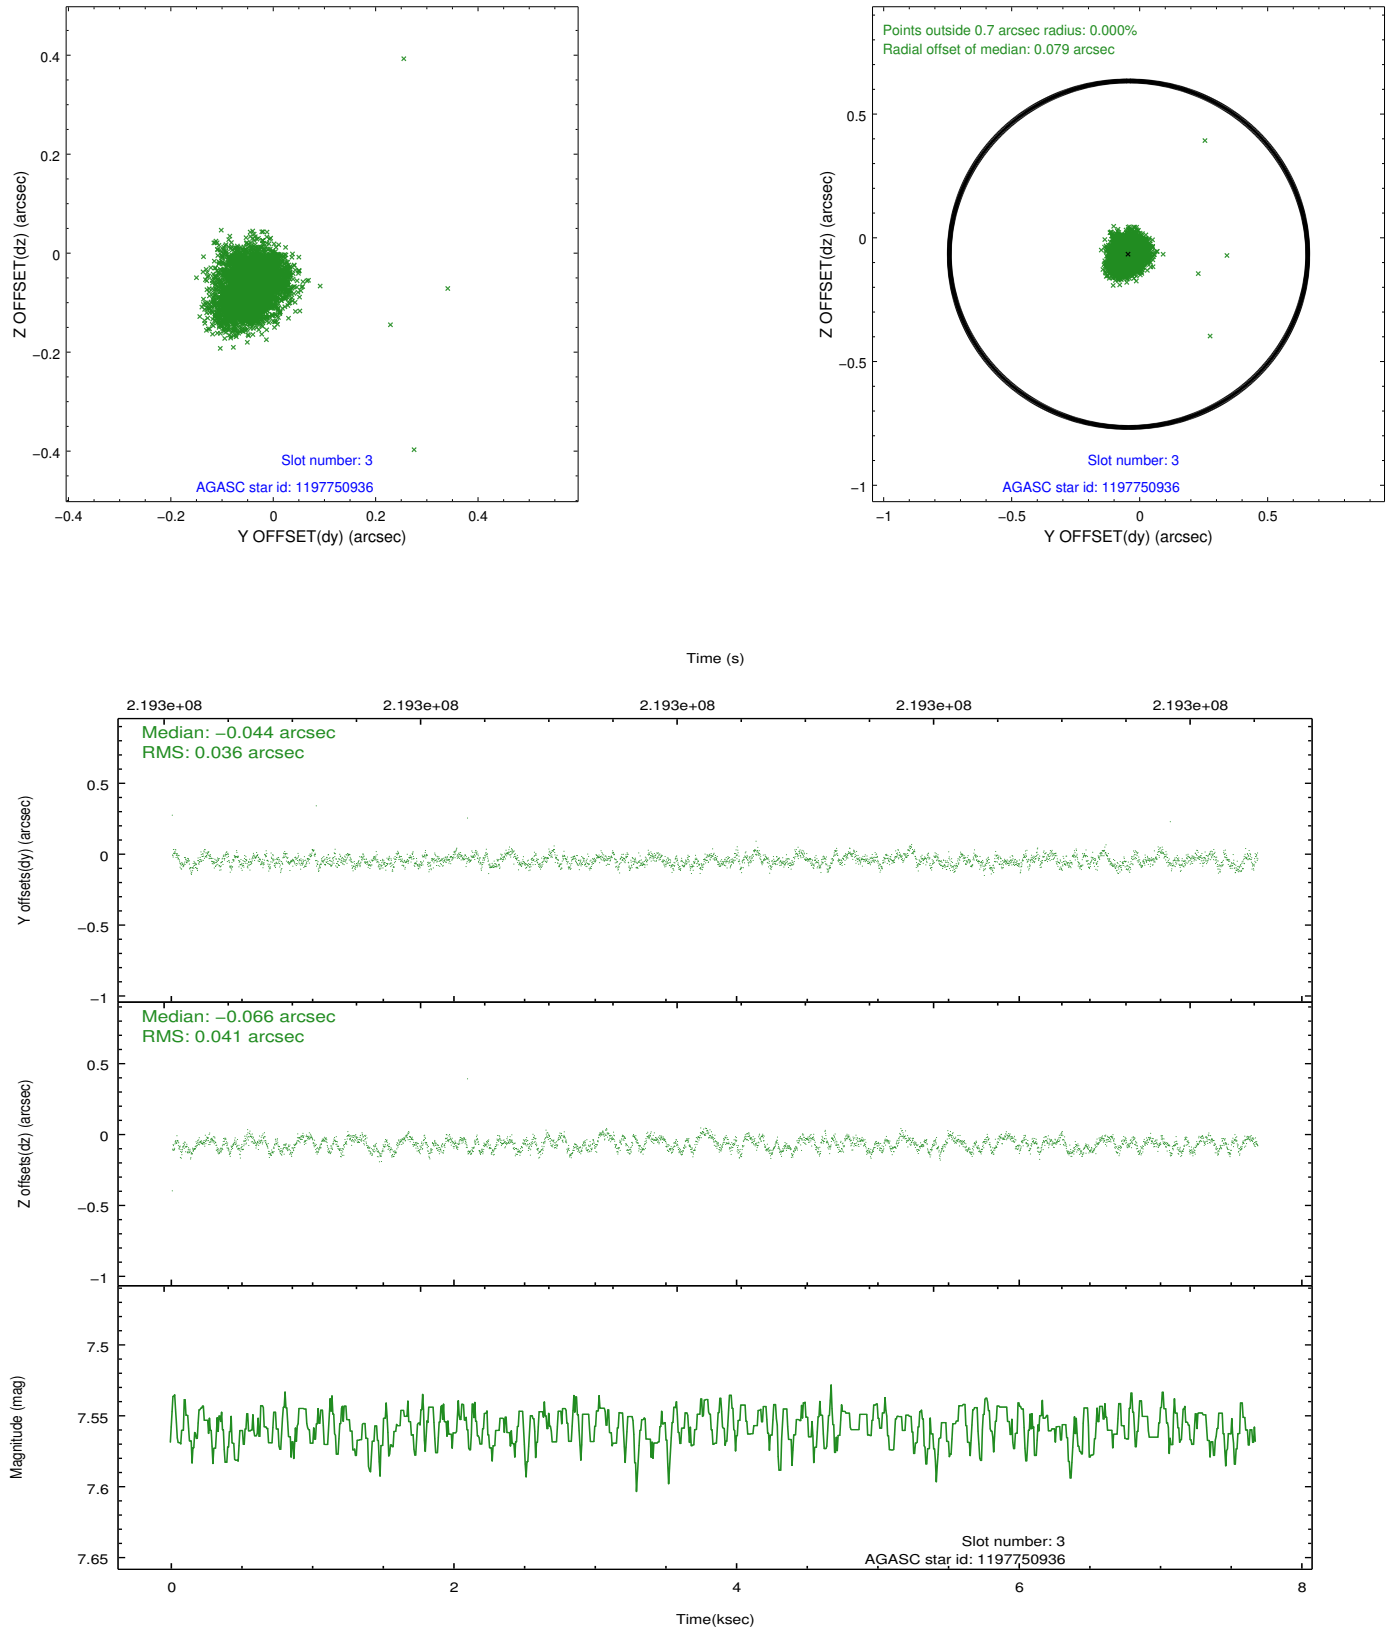 0.4
0.2
0
−0.2
−0.4
Z OFFSET(dz) (arcsec)
Slot number: 3
AGASC star id: 1197750936
−0.4
−0.2
0
0.2
0.4
Y OFFSET(dy) (arcsec)
Points outside 0.7 arcsec radius: 0.000%
Radial offset of median: 0.079 arcsec
0.5
0
−0.5
−1
Z OFFSET(dz) (arcsec)
Slot number: 3
AGASC star id: 1197750936
−1
−0.5
0
0.5
Y OFFSET(dy) (arcsec)
Time (s)
2.193e+08
2.193e+08
2.193e+08
2.193e+08
2.193e+08
Median: −0.044 arcsec
RMS: 0.036 arcsec
0.5
0
−0.5
−1
Y offsets(dy) (arcsec)
Median: −0.066 arcsec
RMS: 0.041 arcsec
0.5
0
−0.5
−1
Z offsets(dz) (arcsec)
7.5
7.55
7.6
7.65
Magnitude (mag)
Slot number: 3
AGASC star id: 1197750936
0
2
4
6
8
Time(ksec)